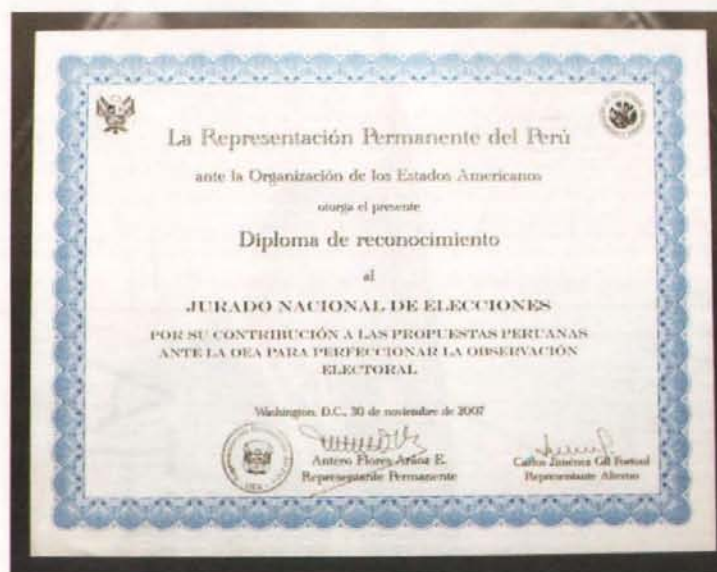 La Representación Permanente del Perú
ante la Organización de los Estados Americanos
otorga el presente
Diploma de reconocimiento
al
JURADO NACIONAL DE ELECCIONES
POR SU CONTRIBUCIÓN A LAS PROPUESTAS PERUANAS
ANTE LA OEA PARA PERFECCIONAR LA OBSERVACIÓN
ELECTORAL
Washington, D.C., 30 de noviembre de 2007
Antero Flores Aráoz E.
Representante Permanente
Carlos Jiménez Gil Fortoul
Representante Alterno